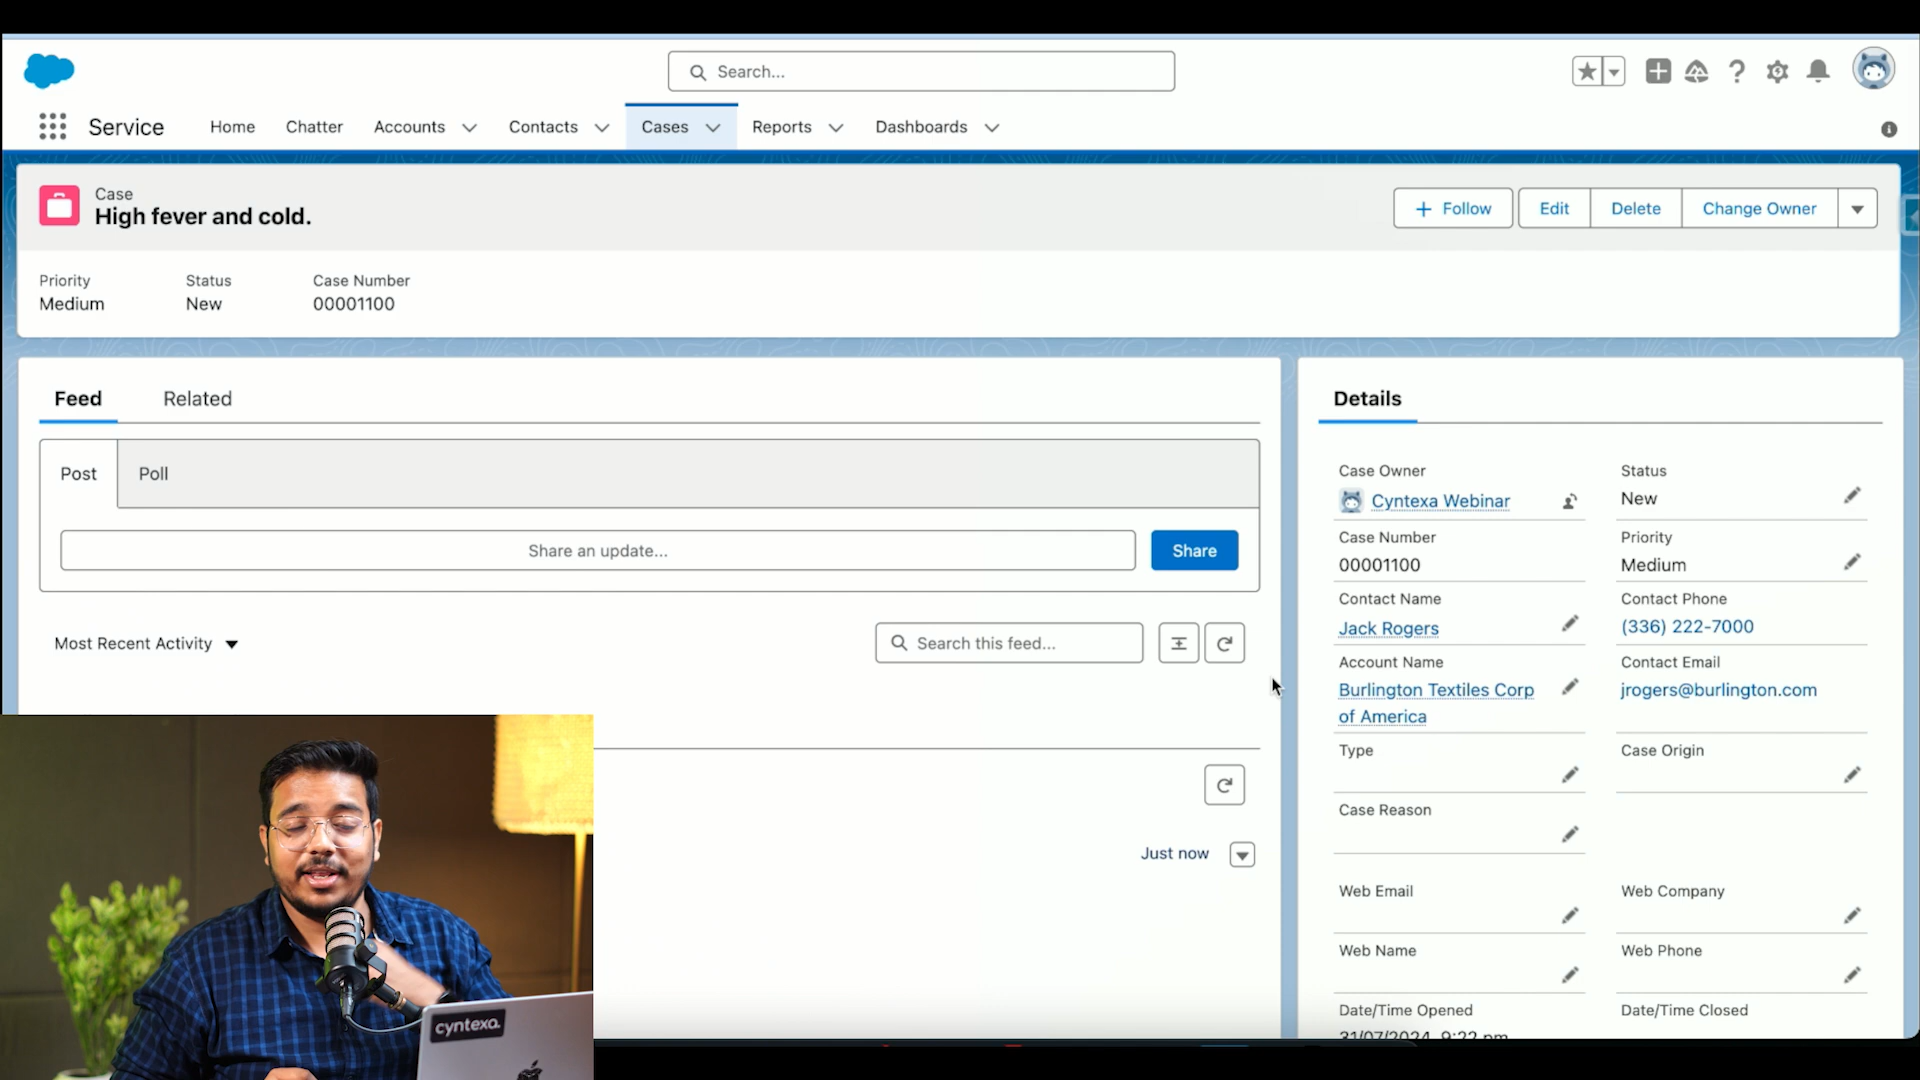 Search...
Service
Home
Chatter
Accounts
Contacts
Cases
Reports
Dashboards
Case
High fever and cold.
Follow
Edit
Delete
Change Owner
Priority
Medium
Status
New
Case Number
00001100
Feed
Related
Post
Poll
Share an update...
Share
Most Recent Activity
Search this feed...
Just now
Details
Case Owner
Cyntexa Webinar
Status
New
Case Number
00001100
Priority
Medium
Contact Name
Jack Rogers
Contact Phone
(336) 222-7000
Account Name
Burlington Textiles Corp
of America
Contact Email
jrogers@burlington.com
Type
Case Origin
Case Reason
Web Email
Web Company
Web Name
Web Phone
Date/Time Opened
31/07/2024, 9:22 pm
Date/Time Closed
cyntexa.